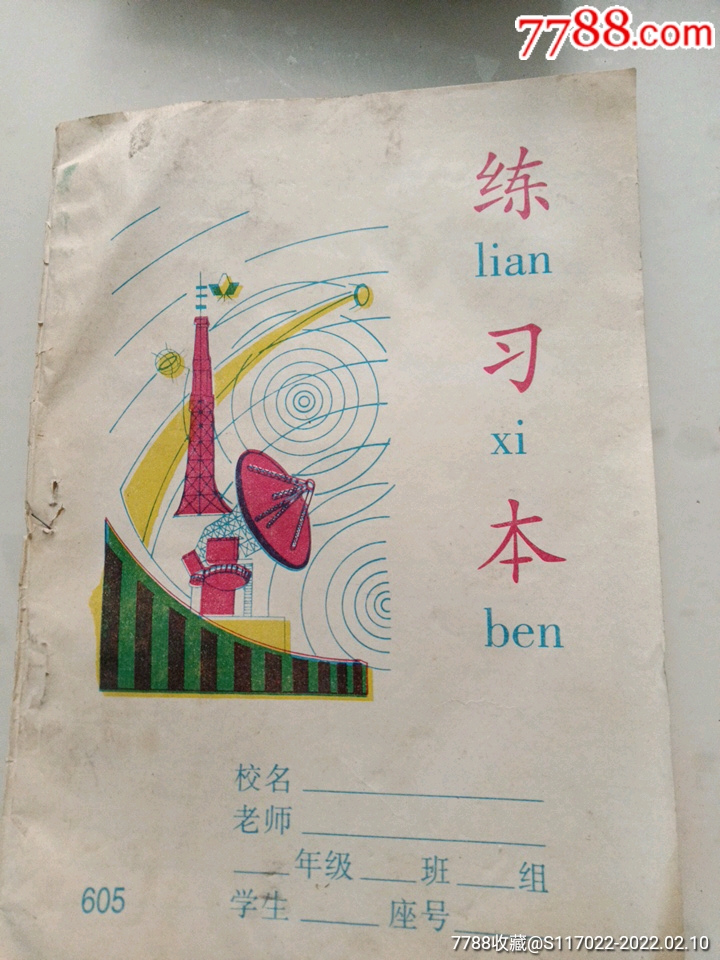 7788.com
练
lian
习
xi
本
ben
校名
老师
年级 班 组
605
学生 座号
7788收藏@S117022-2022.02.10